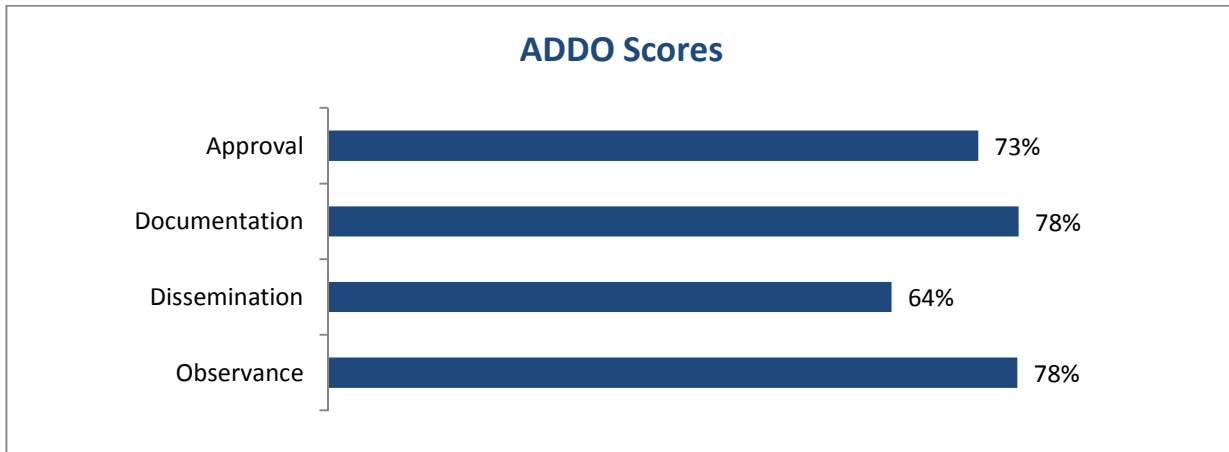 ADDO Scores
Approval 73%
Documentation 78%
Dissemination 64%
Observance 78%